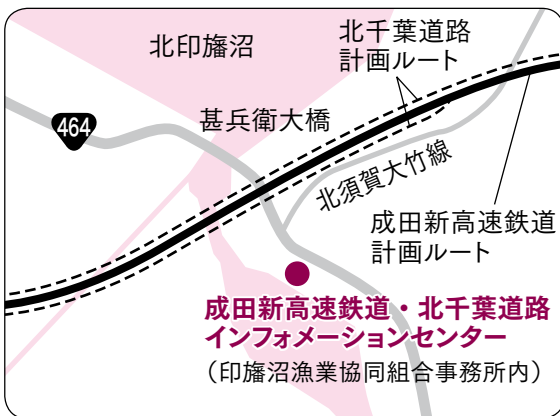 北印旛沼
北千葉道路
計画ルート
464
甚兵衛大橋
北須賀大竹線
成田新高速鉄道
計画ルート
成田新高速鉄道・北千葉道路
インフォメーションセンター
（印旛沼漁業協同組合事務所内）